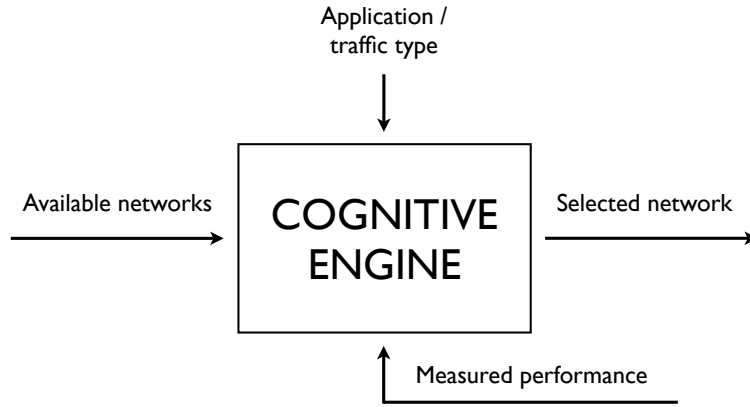 Application /
traffic type
Available networks
COGNITIVE
ENGINE
Selected network
Measured performance